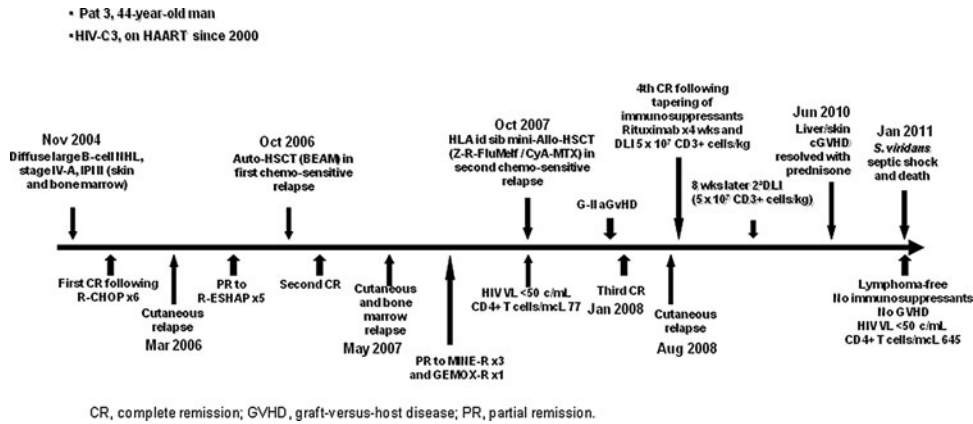 • Pat 3, 44-year-old man
•HIV-C3, on HAART since 2000
Nov 2004
Diffuse large B-cell NHL,
stage IV-A, IPI II (skin
and bone marrow)
Oct 2006
Auto-HSCT (BEAM) in
first chemo-sensitive
relapse
Oct 2007
HLA id sib mini-Allo-HSCT
(Z-R-FluMelf / CyA-MTX) in
second chemo-sensitive
relapse
G-II aGvHD
4th CR following
tapering of
immunosuppressants
Rituximab x4 wks and
DLI 5 x 10⁷ CD3+ cells/kg
8 wks later 2ªDLI
(5 x 10⁷ CD3+ cells/kg)
Jun 2010
Liver/skin
cGVHD
resolved with
prednisone
Jan 2011
S. viridans
septic shock
and death
First CR following
R-CHOP x6
Cutaneous
relapse
Mar 2006
PR to
R-ESHAP x5
Second CR
Cutaneous
and bone
marrow relapse
May 2007
PR to MINE-R x3
and GEMOX-R x1
HIV VL <50 c/mL
CD4+ T cells/mcL 77
Third CR
Jan 2008
Cutaneous relapse
Aug 2008
Lymphoma-free
No immunosuppressants
No GVHD
HIV VL <50 c/mL
CD4+ T cells/mcL 645
CR, complete remission; GVHD, graft-versus-host disease; PR, partial remission.